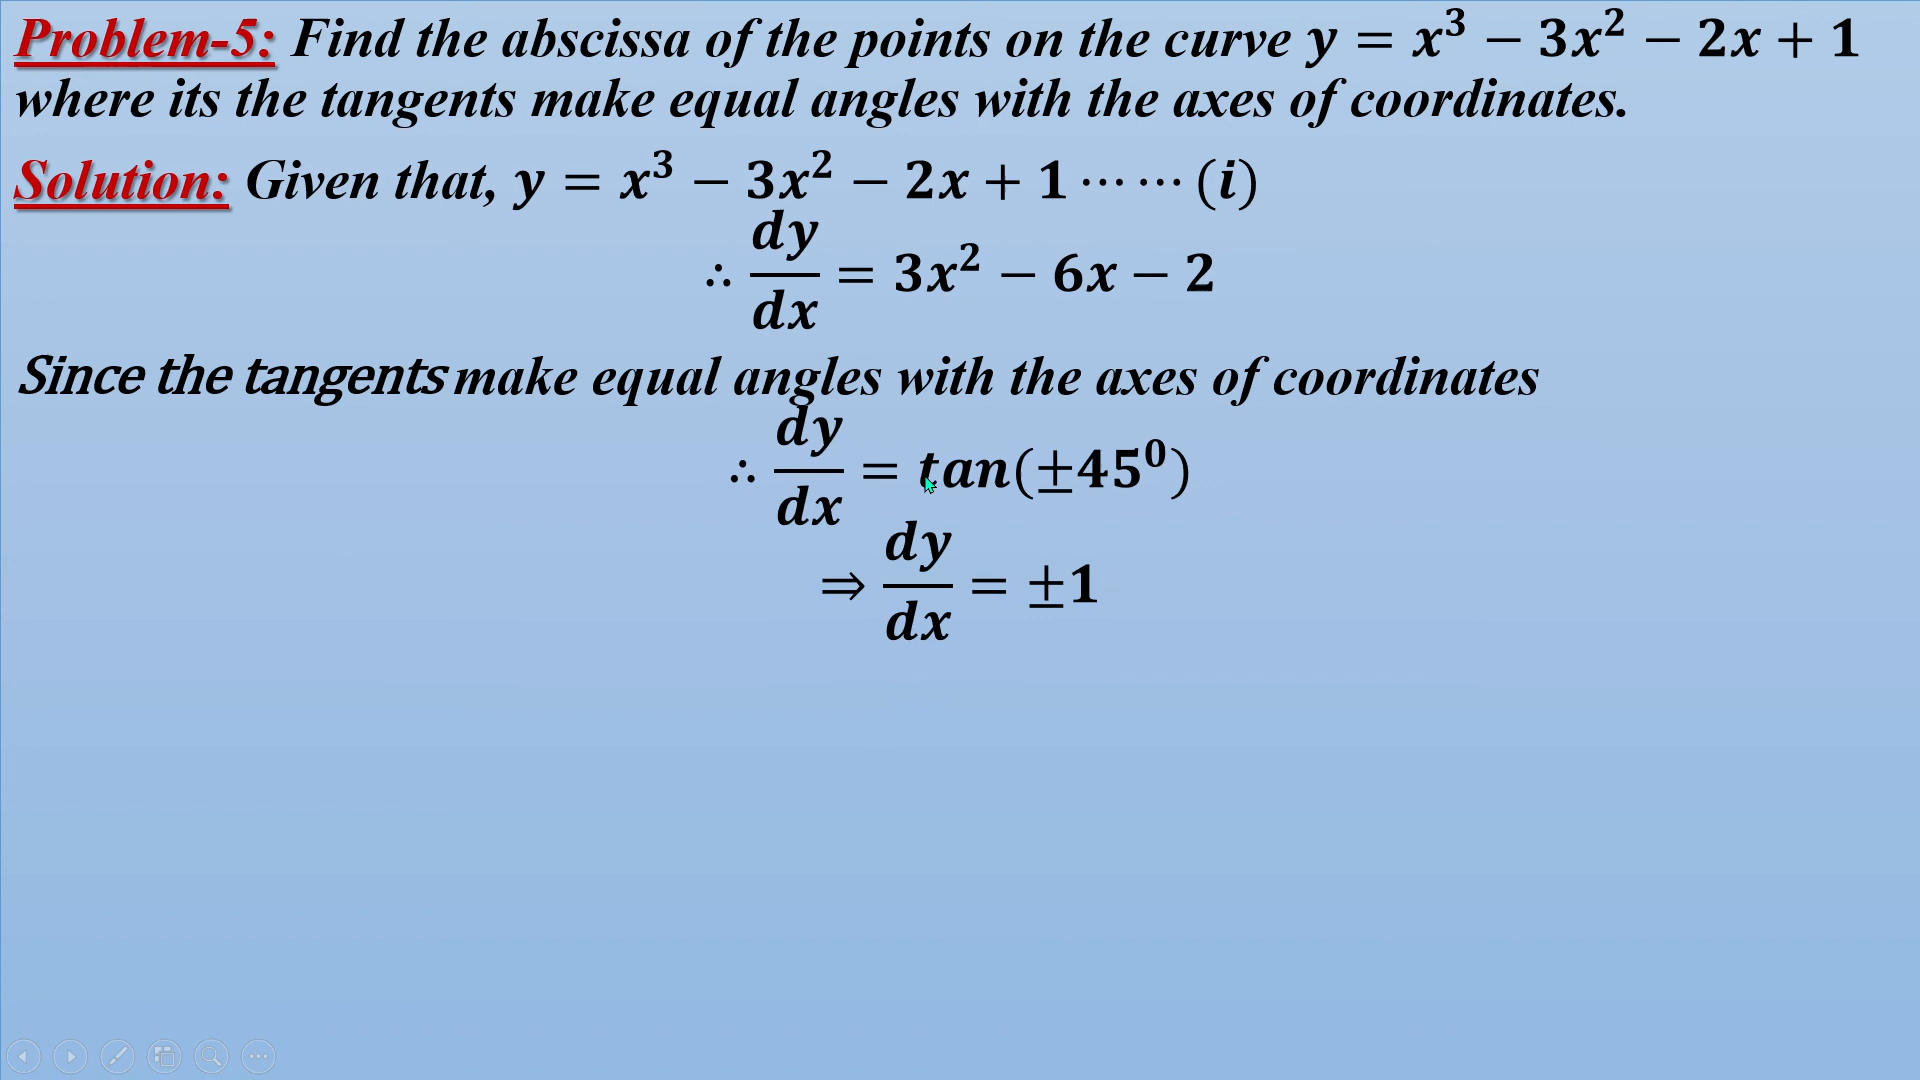 Problem-5: Find the abscissa of the points on the curve y = x³ − 3x² − 2x + 1
where its the tangents make equal angles with the axes of coordinates.
Solution: Given that, y = x³ − 3x² − 2x + 1 ⋯ ⋯ (i)
∴ dy/dx = 3x² − 6x − 2
Since the tangents make equal angles with the axes of coordinates
∴ dy/dx = tan(±45⁰)
⇒ dy/dx = ±1